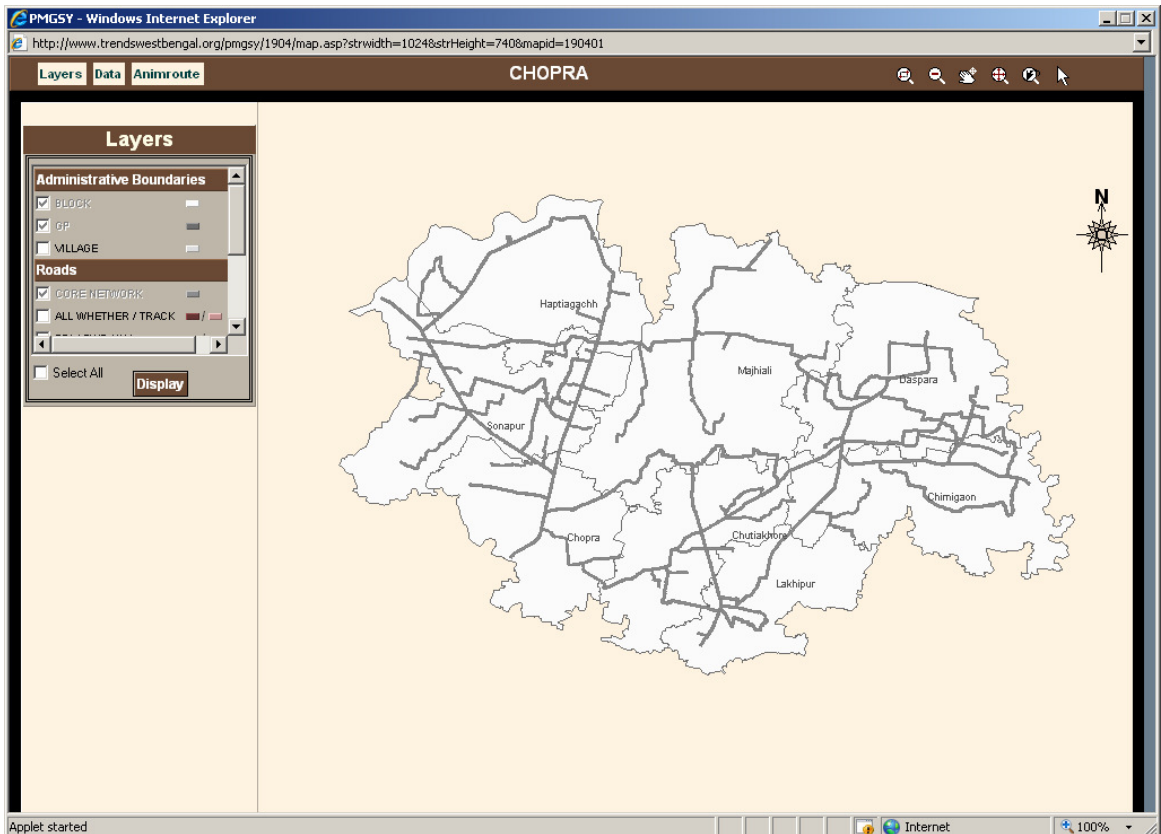 PMGSY - Windows Internet Explorer
http://www.trendswestbengal.org/pmgsy/1904/map.asp?strwidth=1024&strHeight=740&mapid=190401
Layers Data Animroute CHOPRA
Layers
Administrative Boundaries
BLOCK
GP
VILLAGE
Roads
CORE NETWORK
ALL WHETHER / TRACK /
Select All
Display
N
Haptiagachh
Majhiali
Daspara
Sonapur
Chimigaon
Chopra
Chutiakhore
Lakhipur
Applet started Internet 100%